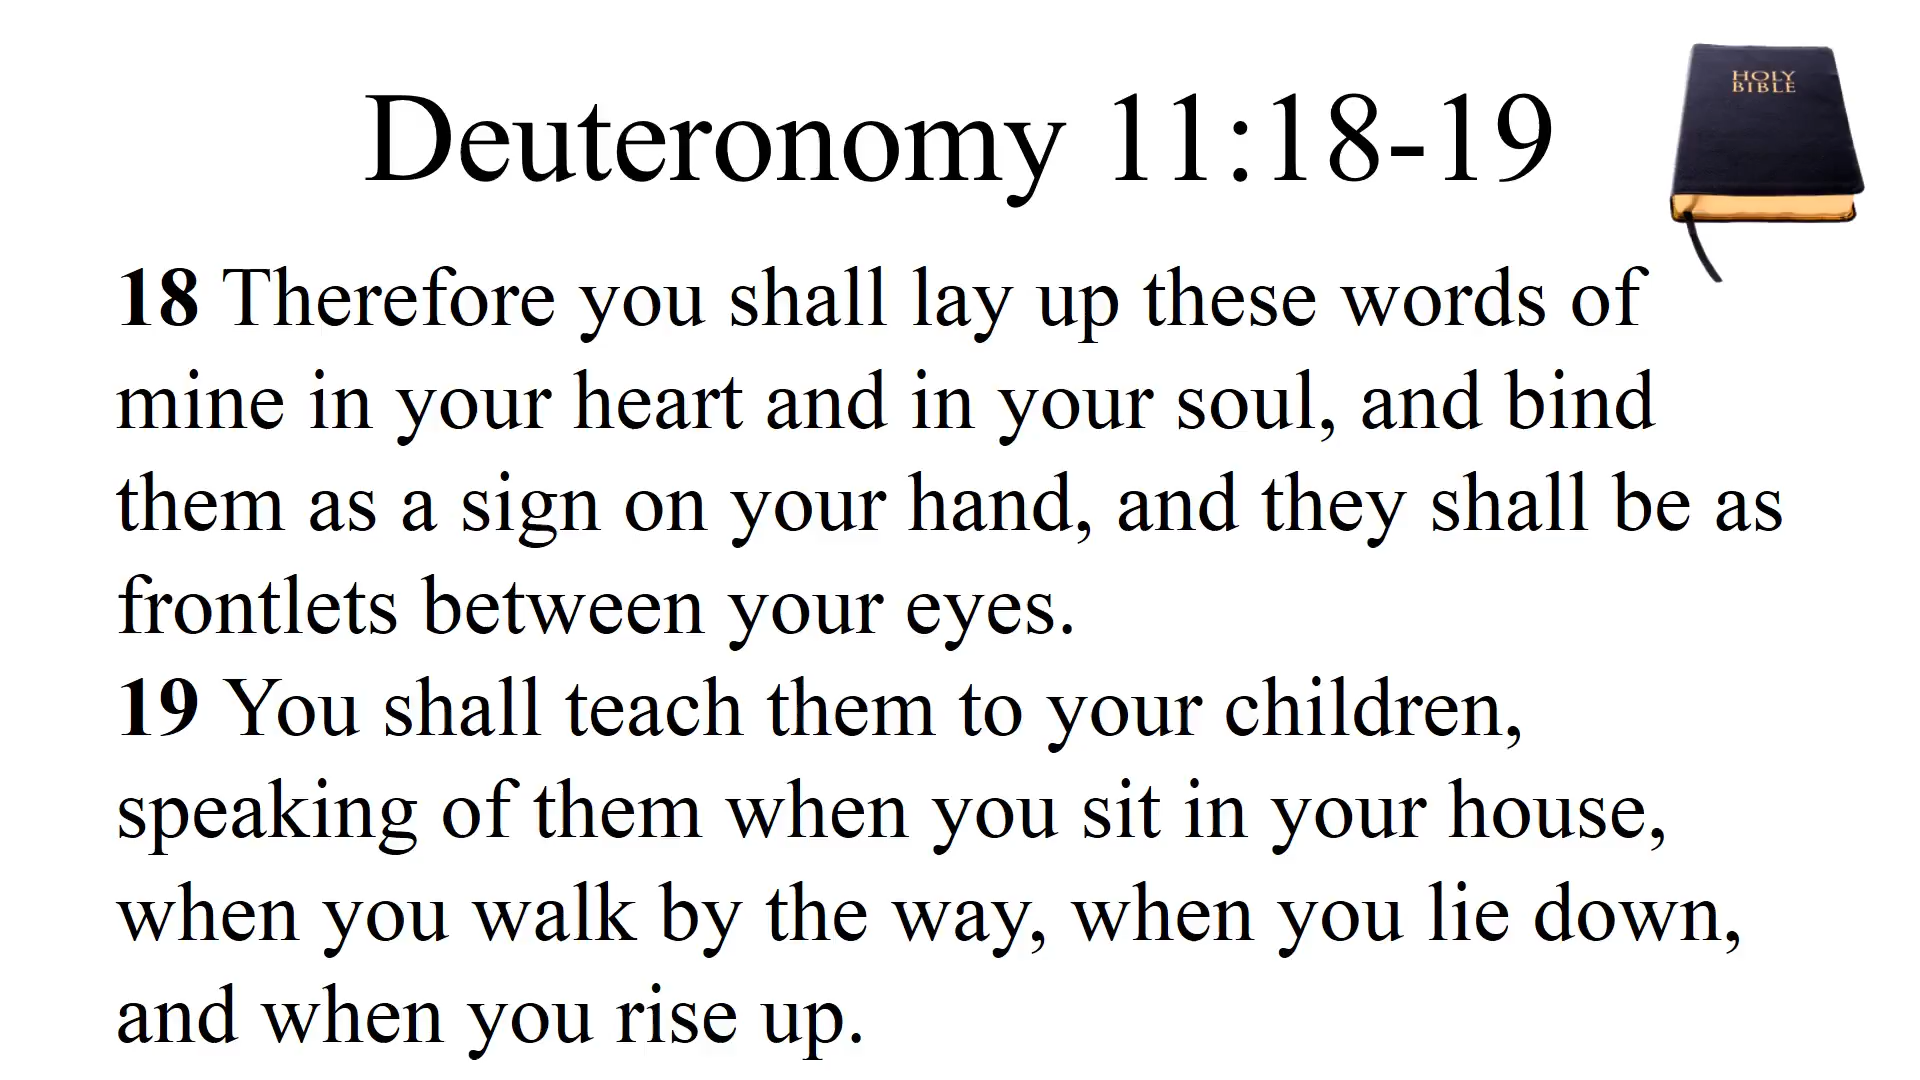 Deuteronomy 11:18-19
HOLY
BIBLE
18 Therefore you shall lay up these words of
mine in your heart and in your soul, and bind
them as a sign on your hand, and they shall be as
frontlets between your eyes.
19 You shall teach them to your children,
speaking of them when you sit in your house,
when you walk by the way, when you lie down,
and when you rise up.